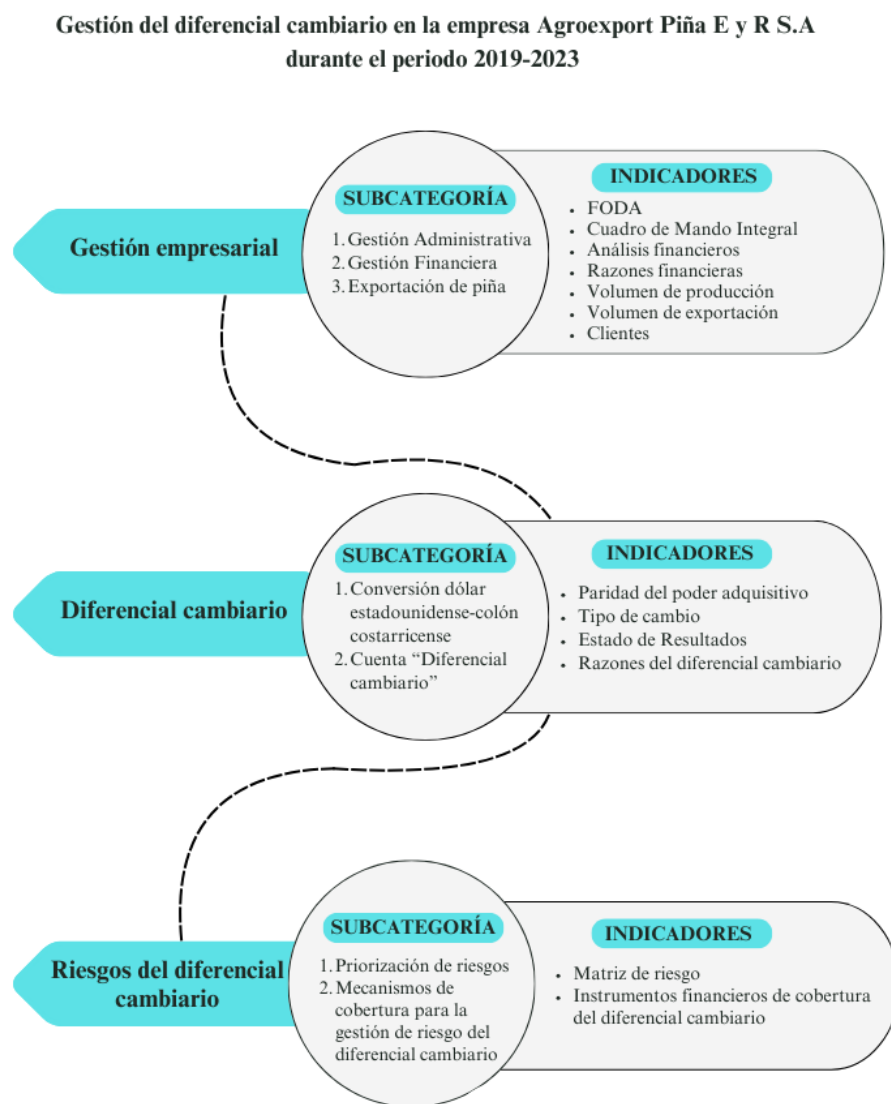 Gestión del diferencial cambiario en la empresa Agroexport Piña E y R S.A
durante el periodo 2019-2023
Gestión empresarial
SUBCATEGORÍA
1. Gestión Administrativa
2. Gestión Financiera
3. Exportación de piña
INDICADORES
• FODA
• Cuadro de Mando Integral
• Análisis financieros
• Razones financieras
• Volumen de producción
• Volumen de exportación
• Clientes
Diferencial cambiario
SUBCATEGORÍA
1. Conversión dólar
estadounidense-colón
costarricense
2. Cuenta “Diferencial
cambiario”
INDICADORES
• Paridad del poder adquisitivo
• Tipo de cambio
• Estado de Resultados
• Razones del diferencial cambiario
Riesgos del diferencial
cambiario
SUBCATEGORÍA
1. Priorización de riesgos
2. Mecanismos de
cobertura para la
gestión de riesgo del
diferencial cambiario
INDICADORES
• Matriz de riesgo
• Instrumentos financieros de cobertura
del diferencial cambiario